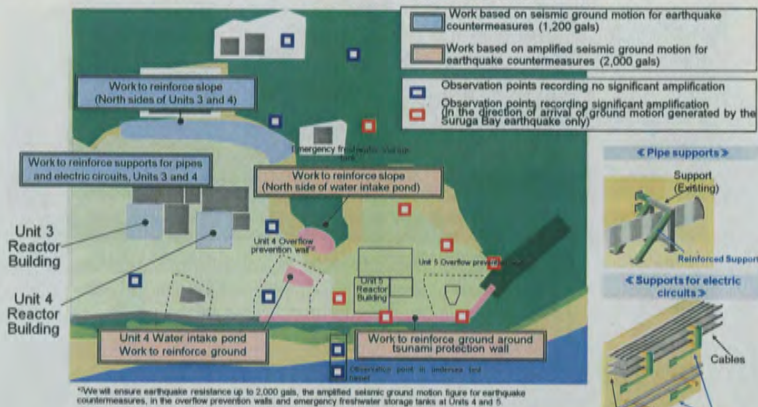 Work based on seismic ground motion for
earthquake countermeasures (1,200 gals)
Work based on amplified seismic ground motion for
earthquake countermeasures (2,000 gals)
Observation points recording no significant amplification
Observation points recording significant amplification
(in the direction of arrival of ground motion generated by the
Suruga Bay earthquake only)
Work to reinforce slope
(North sides of Units 3 and 4)
Emergency freshwater
Work to reinforce supports for pipes
and electric circuits, Units 3 and 4
Work to reinforce slope
(North side of water intake pond)
≪ Pipe supports ≫
Support
(Existing)
Reinforced Support
Unit 3
Reactor
Building
Unit 4 Overflow
prevention wall
Unit 5 Overflow
Unit 5
Reactor
Building
Unit 4
Reactor
Building
≪ Supports for electric
circuits ≫
Cables
Unit 4 Water intake pond
Work to reinforce ground
Work to reinforce ground around
tsunami protection wall
Observation point in undersea
We will ensure earthquake resistance up to 2,000 gals, the amplified seismic ground motion figure for earthquake
countermeasures, in the overflow prevention walls and emergency freshwater storage tanks at Units 4 and 5.